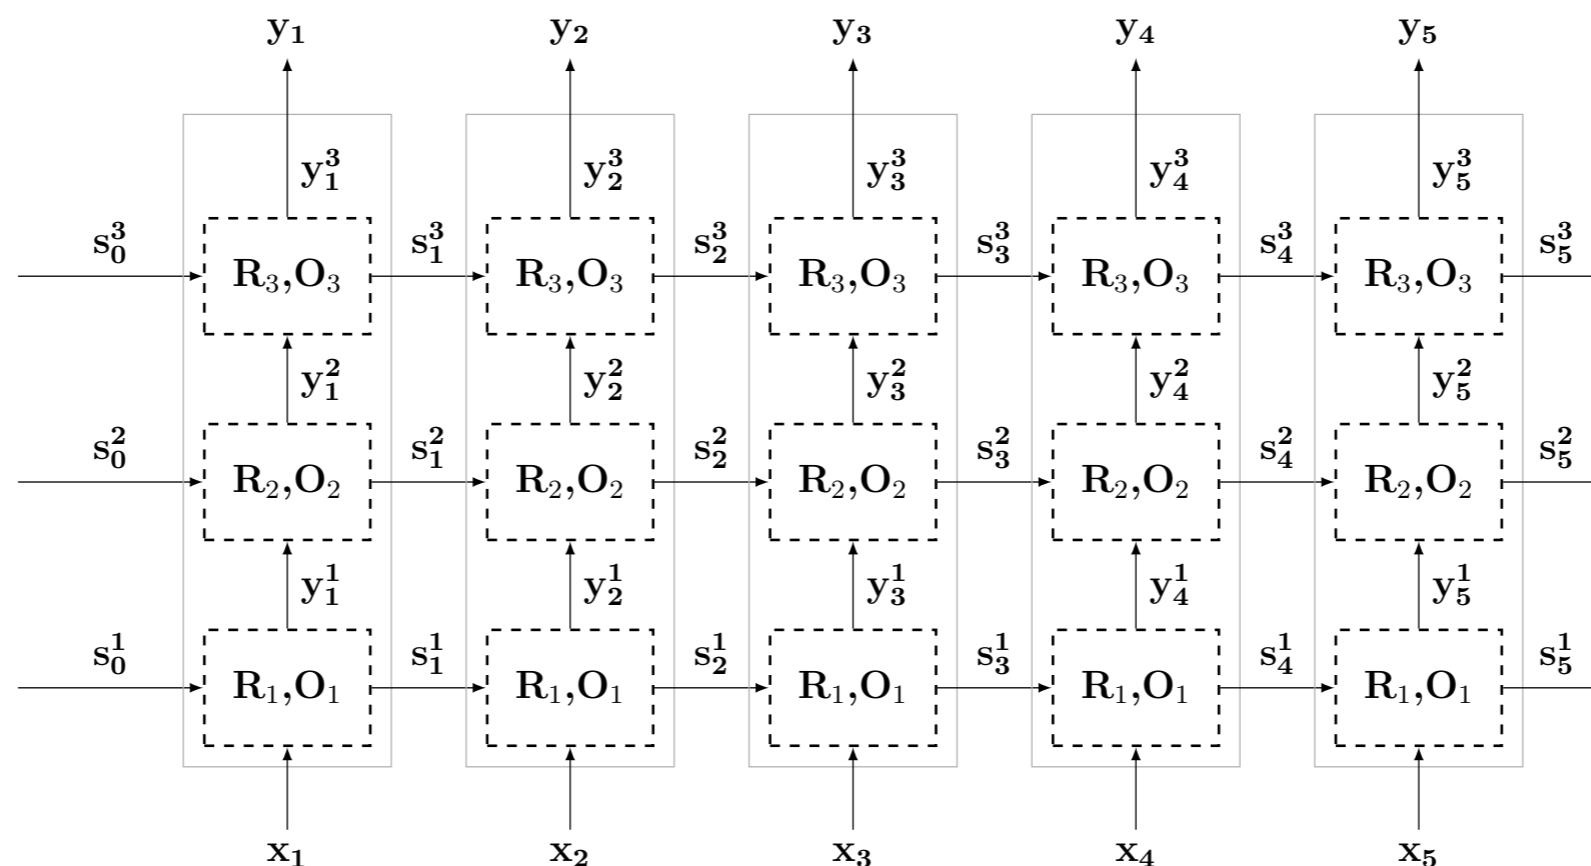 y₁ y₂ y₃ y₄ y₅
y₁³ y₂³ y₃³ y₄³ y₅³
s₀³ s₁³ s₂³ s₃³ s₄³ s₅³
R₃,O₃ R₃,O₃ R₃,O₃ R₃,O₃ R₃,O₃
y₁² y₂² y₃² y₄² y₅²
s₀² s₁² s₂² s₃² s₄² s₅²
R₂,O₂ R₂,O₂ R₂,O₂ R₂,O₂ R₂,O₂
y₁¹ y₂¹ y₃¹ y₄¹ y₅¹
s₀¹ s₁¹ s₂¹ s₃¹ s₄¹ s₅¹
R₁,O₁ R₁,O₁ R₁,O₁ R₁,O₁ R₁,O₁
x₁ x₂ x₃ x₄ x₅